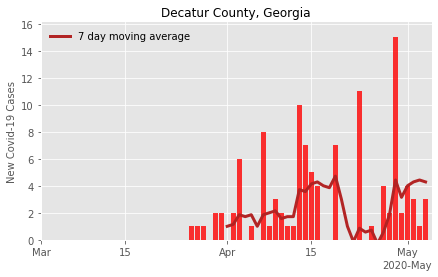 Decatur County, Georgia
7 day moving average
New Covid-19 Cases
16
14
12
10
8
6
4
2
0
Mar 15 Apr 15 May
2020-May